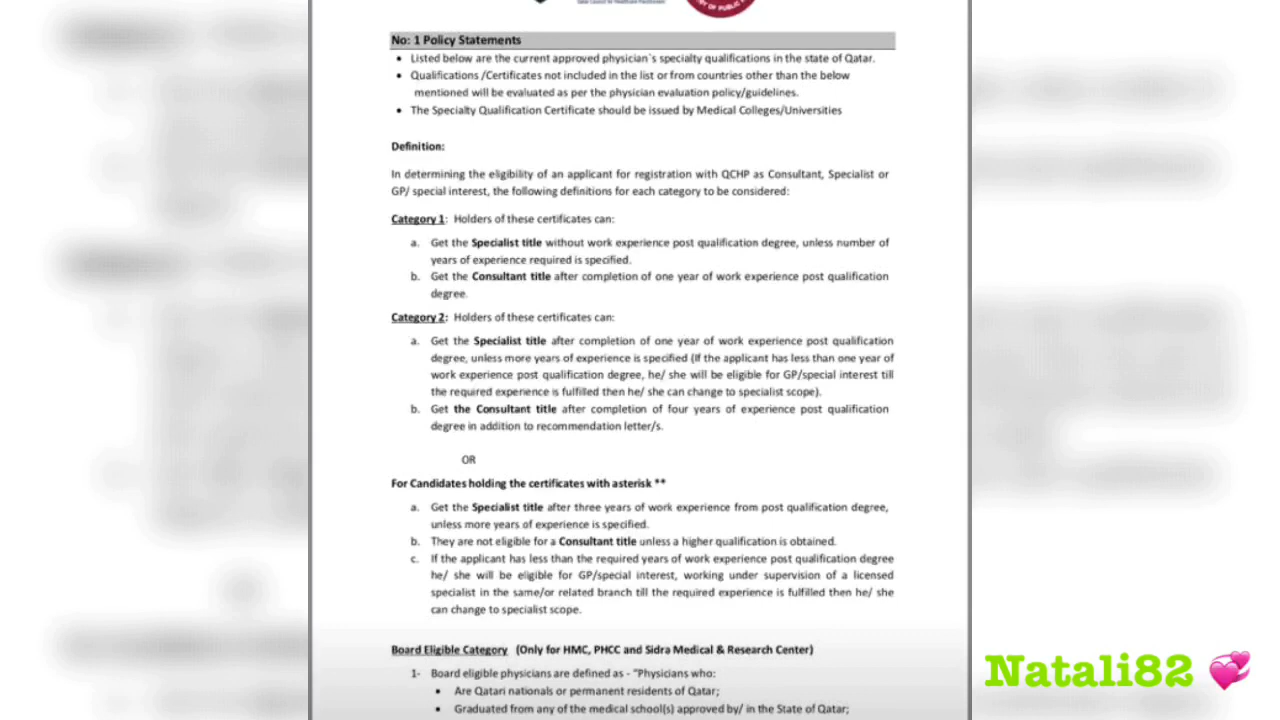 No: 1 Policy Statements
• Listed below are the current approved physician`s specialty qualifications in the state of Qatar.
• Qualifications /Certificates not included in the list or from countries other than the below
mentioned will be evaluated as per the physician evaluation policy/guidelines.
• The Specialty Qualification Certificate should be issued by Medical Colleges/Universities
Definition:
In determining the eligibility of an applicant for registration with QCHP as Consultant, Specialist or
GP/ special interest, the following definitions for each category to be considered:
Category 1: Holders of these certificates can:
a. Get the Specialist title without work experience post qualification degree, unless number of
years of experience required is specified.
b. Get the Consultant title after completion of one year of work experience post qualification
degree.
Category 2: Holders of these certificates can:
a. Get the Specialist title after completion of one year of work experience post qualification
degree, unless more years of experience is specified (If the applicant has less than one year of
work experience post qualification degree, he/ she will be eligible for GP/special interest till
the required experience is fulfilled then he/ she can change to specialist scope).
b. Get the Consultant title after completion of four years of experience post qualification
degree in addition to recommendation letter/s.
OR
For Candidates holding the certificates with asterisk **
a. Get the Specialist title after three years of work experience from post qualification degree,
unless more years of experience is specified.
b. They are not eligible for a Consultant title unless a higher qualification is obtained.
c. If the applicant has less than the required years of work experience post qualification degree
he/ she will be eligible for GP/special interest, working under supervision of a licensed
specialist in the same/or related branch till the required experience is fulfilled then he/ she
can change to specialist scope.
Board Eligible Category (Only for HMC, PHCC and Sidra Medical & Research Center)
1- Board eligible physicians are defined as - "Physicians who:
• Are Qatari nationals or permanent residents of Qatar;
• Graduated from any of the medical school(s) approved by/ in the State of Qatar;
Natali82